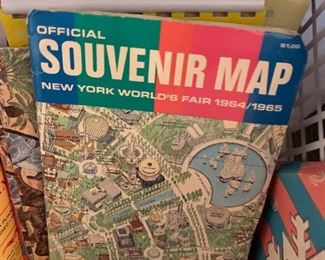 OFFICIAL
$1.00
SOUVENIR MAP
NEW YORK WORLD'S FAIR 1964/1965